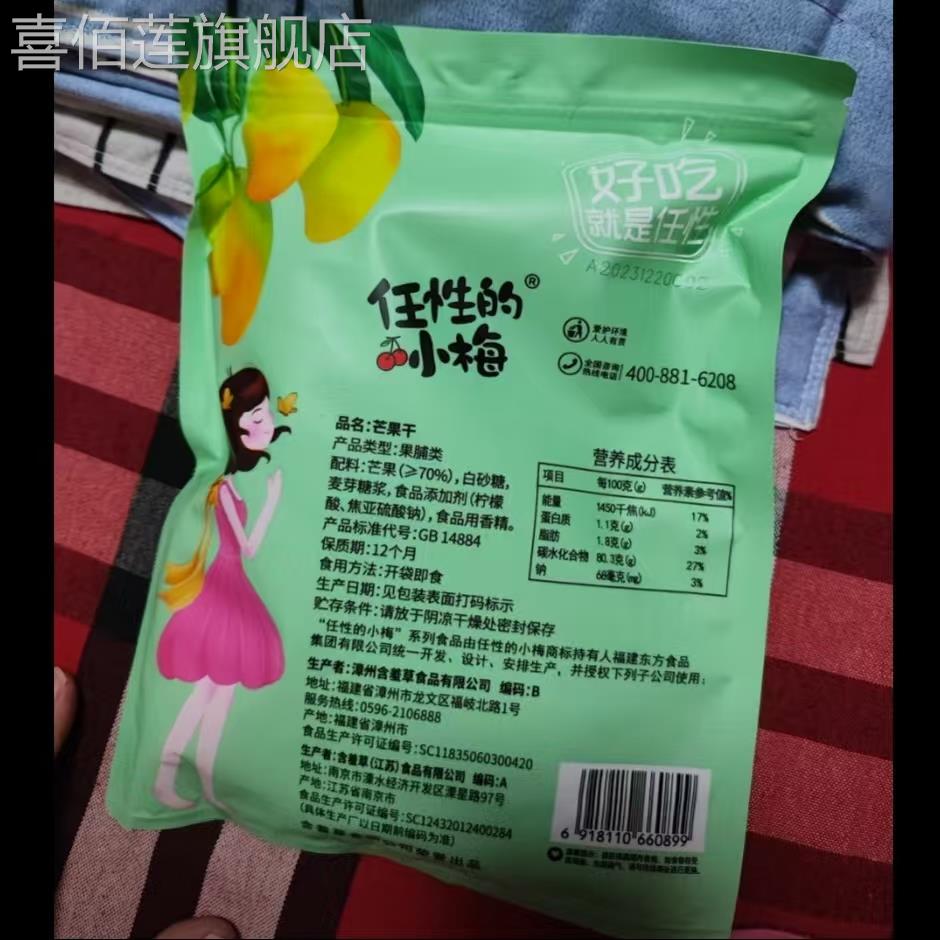 喜佰莲旗舰店
好吃
就是任性
A20231220
任性的®
小梅
爱护环境
人人有责
全国咨询
热线电话
400-881-6208
品名:芒果干
产品类型:果脯类
配料:芒果(≥70%),白砂糖,
麦芽糖浆,食品添加剂(柠檬
酸、焦亚硫酸钠),食品用香精。
产品标准代号:GB 14884
保质期:12个月
食用方法:开袋即食
生产日期:见包装表面打码标示
贮存条件:请放于阴凉干燥处密封保存
营养成分表
项目 每100克(g) 营养素参考值%
能量 1450千焦(kJ) 17%
蛋白质 1.1克(g) 2%
脂肪 1.8克(g) 3%
碳水化合物 80.3克(g) 27%
钠 68毫克(mg) 3%
“任性的小梅”系列食品由任性的小梅商标持有人福建东方食品
集团有限公司统一开发、设计、安排生产,并授权下列子公司使用:
生产者:漳州含羞草食品有限公司 编码:B
地址:福建省漳州市龙文区福岐北路1号
服务热线:0596-2106888
产地:福建省漳州市
食品生产许可证编号:SC11835060300420
生产者:含羞草(江苏)食品有限公司 编码:A
地址:南京市溧水经济开发区溧星路97号
产地:江苏省南京市
食品生产许可证编号:SC12432012400284
(具体生产厂以日期前编码为准)
荣誉出品
6 918110 660899